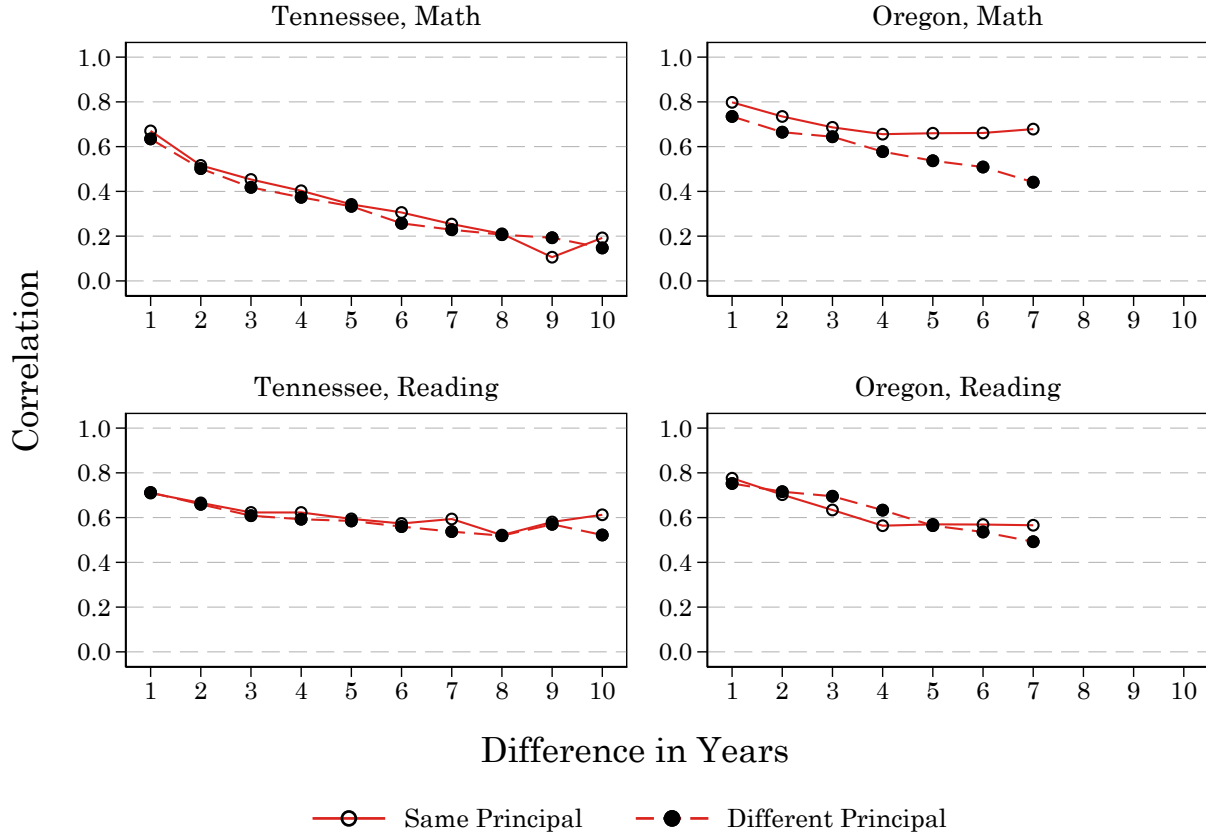 Tennessee, Math
Oregon, Math
1.0
0.8
0.6
0.4
0.2
0.0
1 2 3 4 5 6 7 8 9 10
1.0
0.8
0.6
0.4
0.2
0.0
1 2 3 4 5 6 7 8 9 10
Correlation
Tennessee, Reading
Oregon, Reading
1.0
0.8
0.6
0.4
0.2
0.0
1 2 3 4 5 6 7 8 9 10
1.0
0.8
0.6
0.4
0.2
0.0
1 2 3 4 5 6 7 8 9 10
Difference in Years
Same Principal
Different Principal